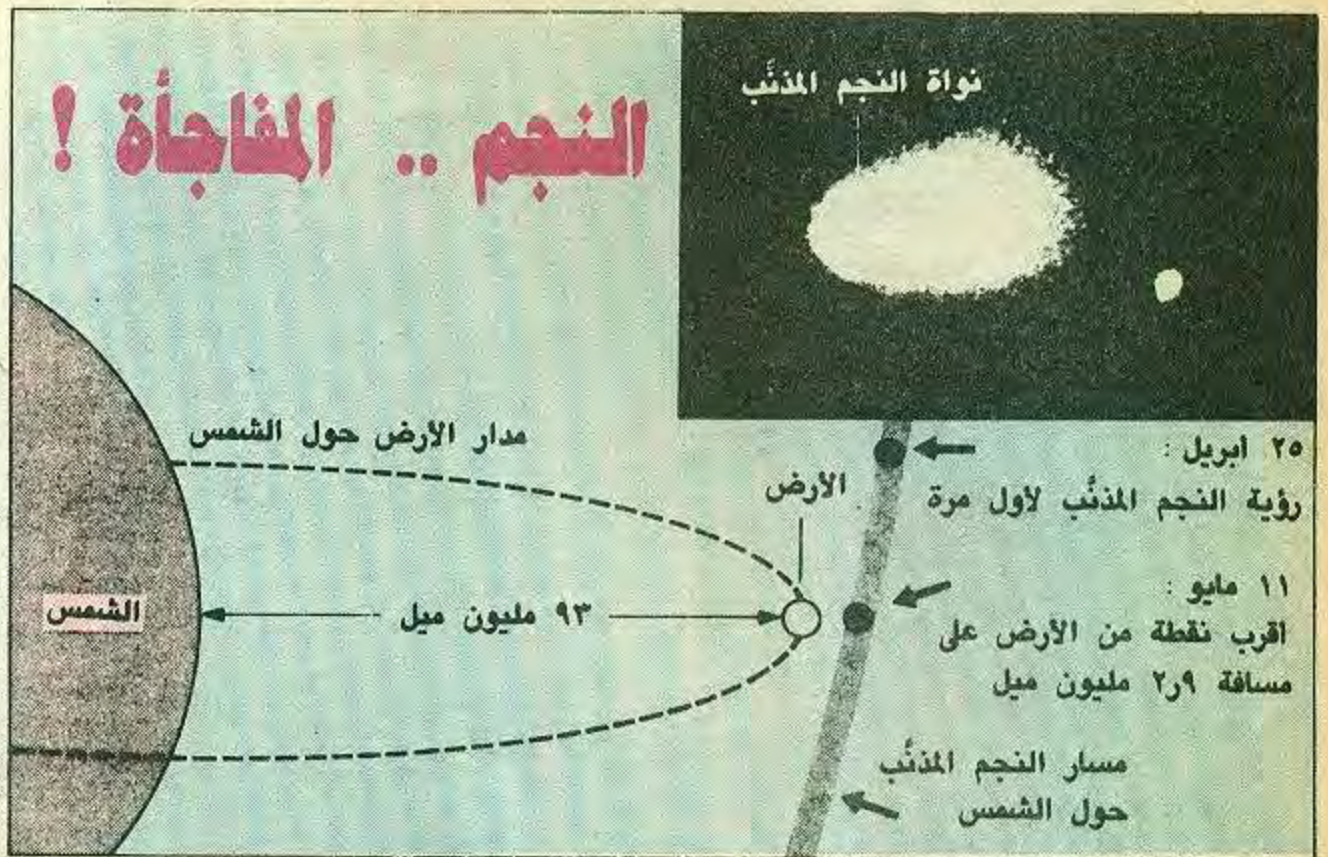 النجم .. المفاجأة !
نواة النجم المذنَّب
مدار الأرض حول الشمس
الأرض
الشمس
٩٣ مليون ميل
٢٥ ابريل :
رؤية النجم المذنَّب لأول مرة
١١ مايو :
اقرب نقطة من الأرض على
مسافة ٢٫٩ مليون ميل
مسار النجم المذنَّب
حول الشمس